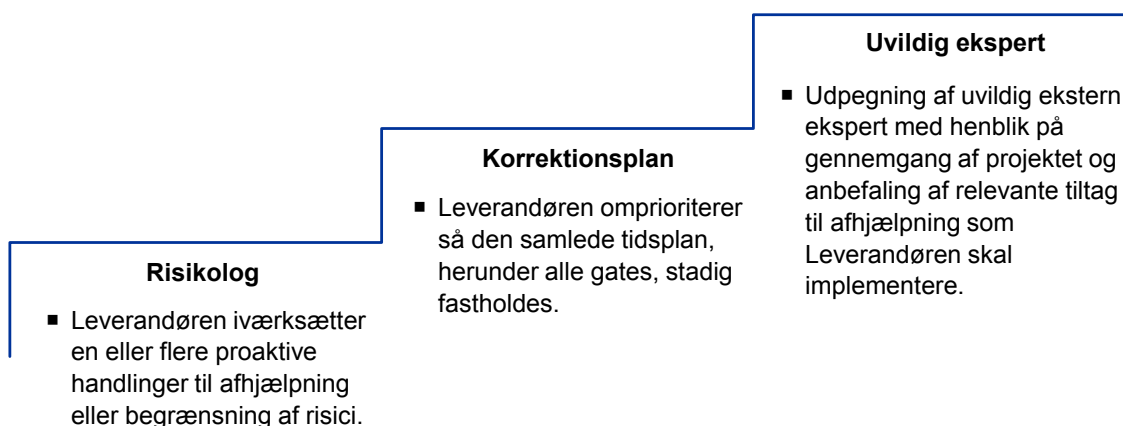 Risikolog
■ Leverandøren iværksætter
en eller flere proaktive
handlinger til afhjælpning
eller begrænsning af risici.
Korrektionsplan
■ Leverandøren omprioriterer
så den samlede tidsplan,
herunder alle gates, stadig
fastholdes.
Uvildig ekspert
■ Udpegning af uvildig ekstern
ekspert med henblik på
gennemgang af projektet og
anbefaling af relevante tiltag
til afhjælpning som
Leverandøren skal
implementere.